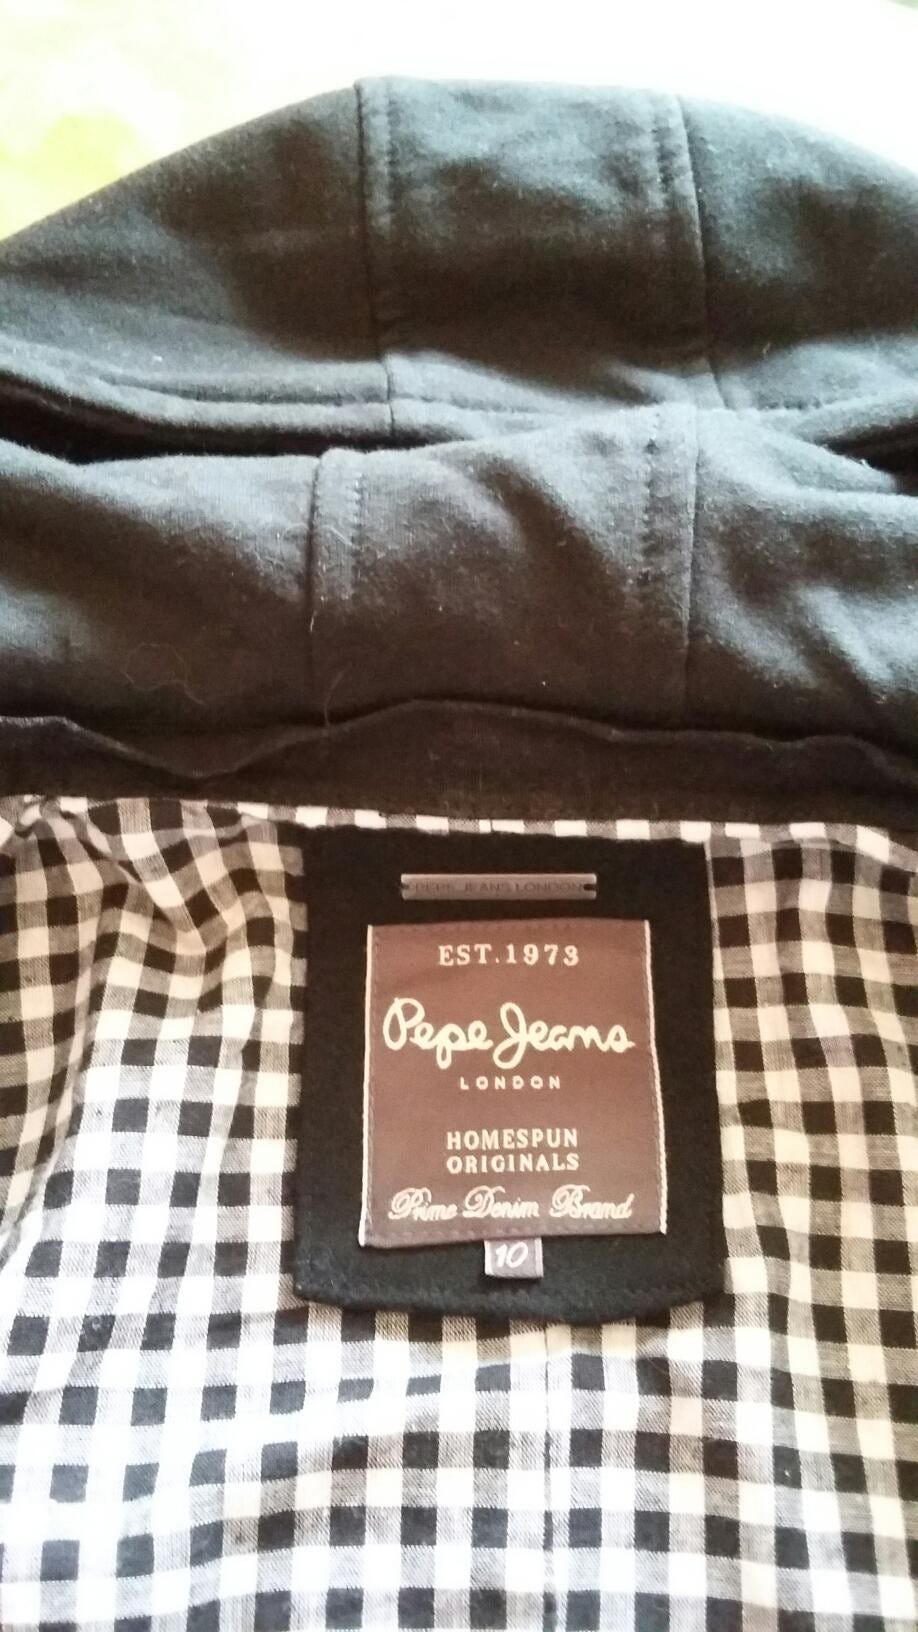 PEPE JEANS LONDON
EST. 1973
Pepe Jeans
LONDON
HOMESPUN
ORIGINALS
Prime Denim Brand
10